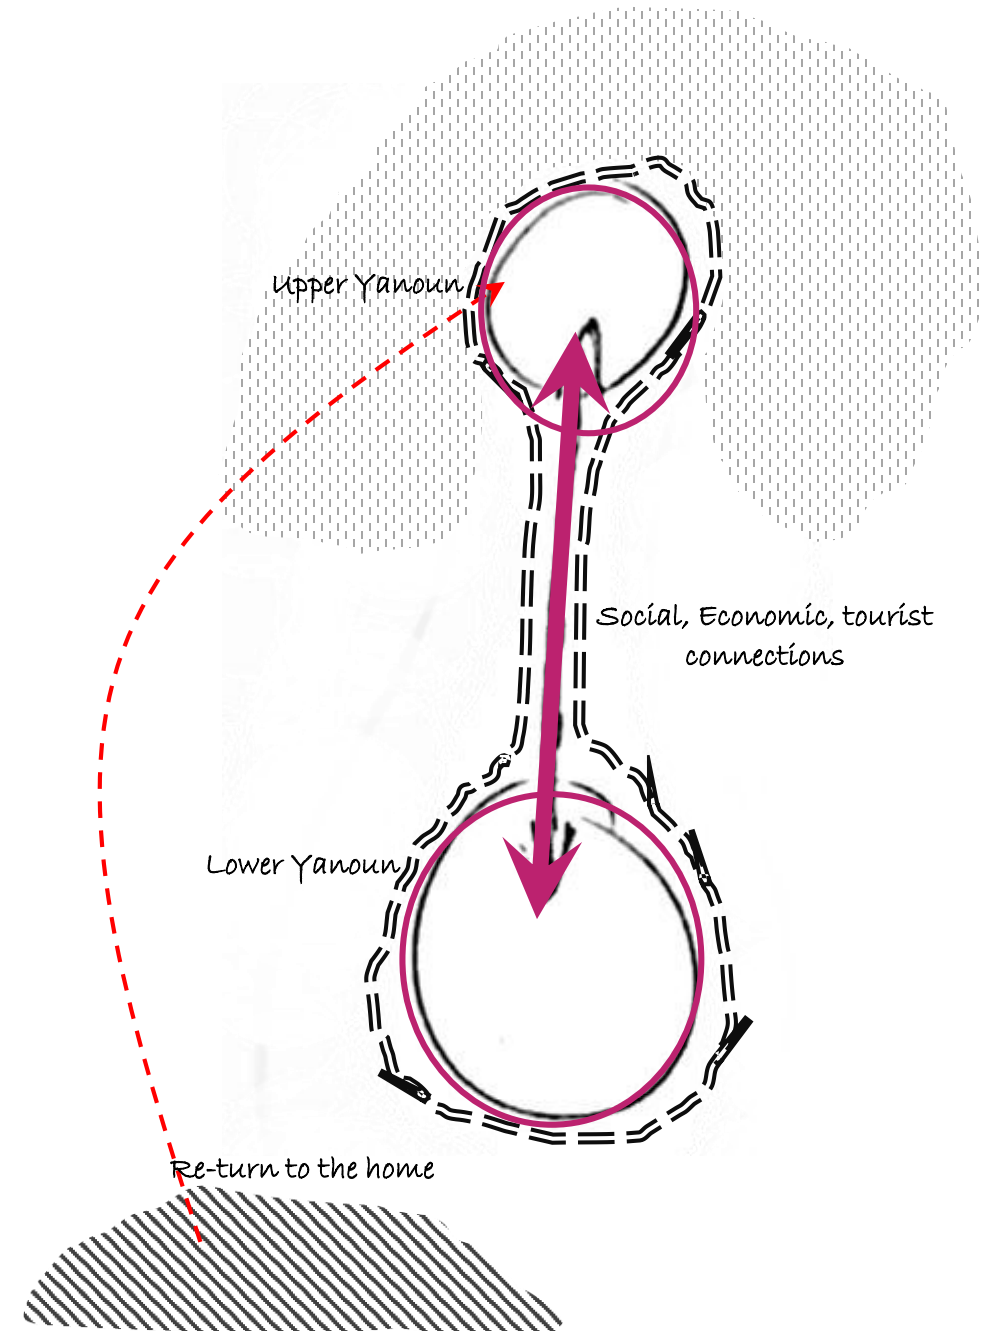 Upper Yanoun
Social, Economic, tourist
connections
Lower Yanoun
Re-turn to the home